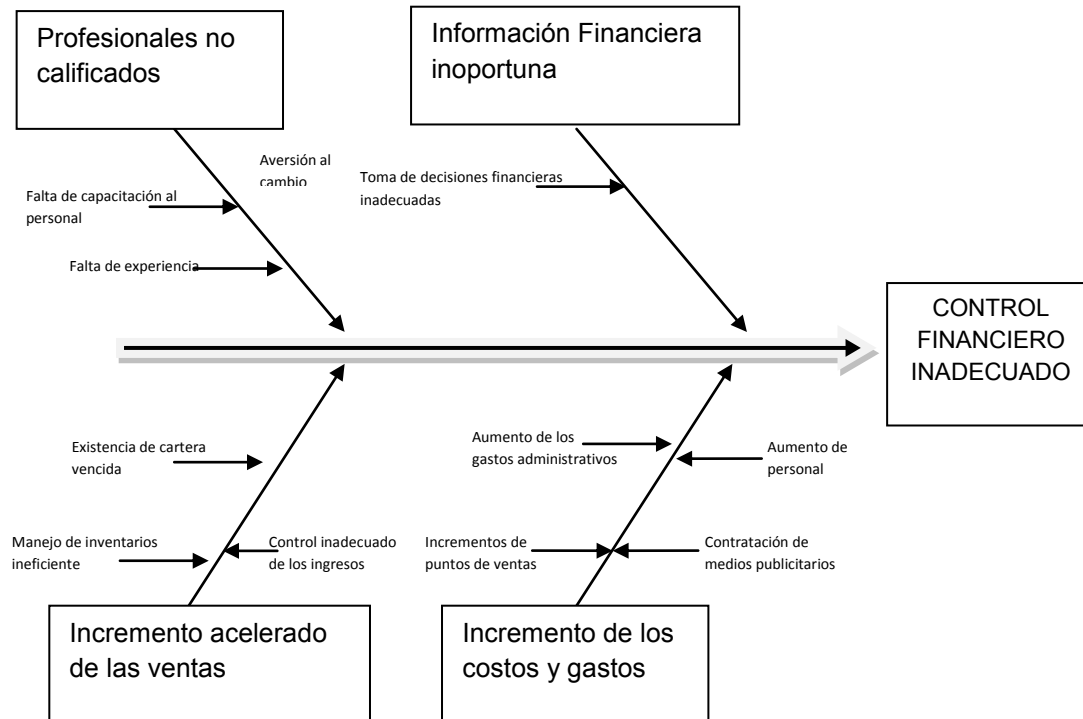 Profesionales no
calificados
Información Financiera
inoportuna
Aversión al
cambio
Toma de decisiones financieras
inadecuadas
Falta de capacitación al
personal
Falta de experiencia
CONTROL
FINANCIERO
INADECUADO
Existencia de cartera
vencida
Aumento de los
gastos administrativos
Aumento de
personal
Manejo de inventarios
ineficiente
Control inadecuado
de los ingresos
Incrementos de
puntos de ventas
Contratación de
medios publicitarios
Incremento acelerado
de las ventas
Incremento de los
costos y gastos